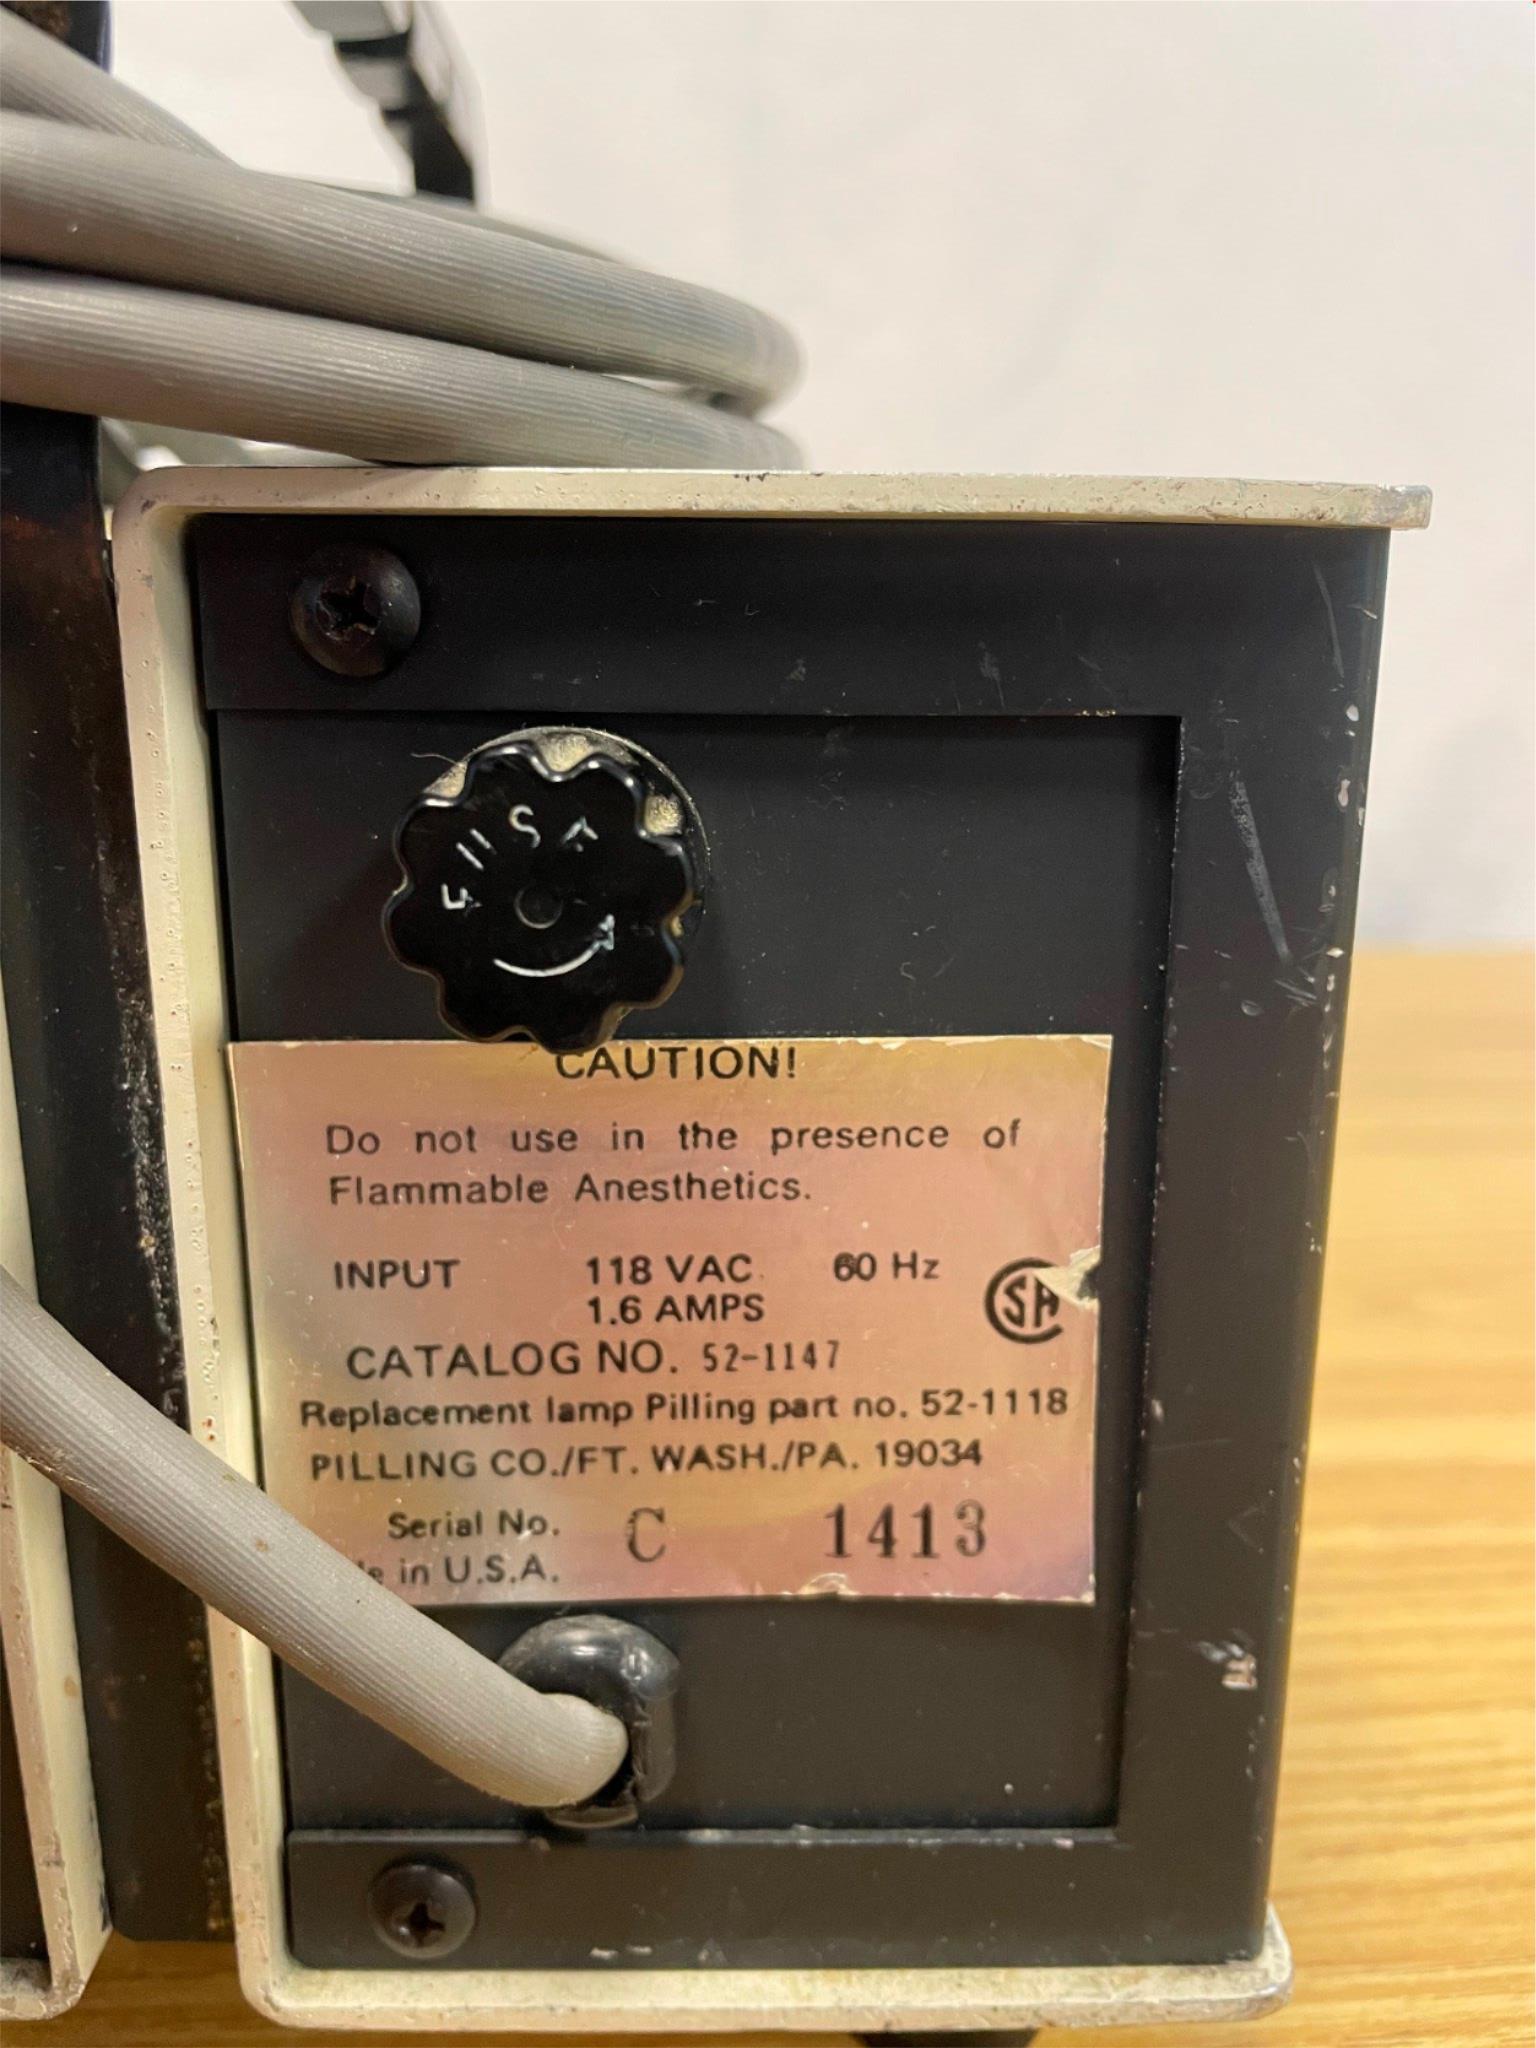 FUSE
CAUTION!
Do not use in the presence of
Flammable Anesthetics.
INPUT 118 VAC 60 Hz
1.6 AMPS
CATALOG NO. 52-1147
Replacement lamp Pilling part no. 52-1118
PILLING CO./FT. WASH./PA. 19034
Serial No. C 1413
in U.S.A.